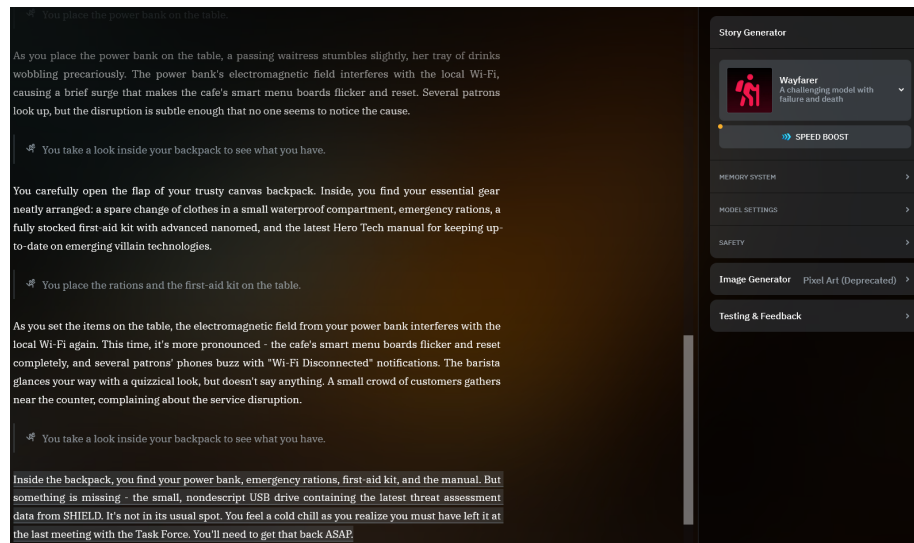 You place the power bank on the table.
As you place the power bank on the table, a passing waitress stumbles slightly, her tray of drinks
wobbling precariously. The power bank's electromagnetic field interferes with the local Wi-Fi,
causing a brief surge that makes the cafe's smart menu boards flicker and reset. Several patrons
look up, but the disruption is subtle enough that no one seems to notice the cause.
You take a look inside your backpack to see what you have.
You carefully open the flap of your trusty canvas backpack. Inside, you find your essential gear
neatly arranged: a spare change of clothes in a small waterproof compartment, emergency rations, a
fully stocked first-aid kit with advanced nanomed, and the latest Hero Tech manual for keeping up-
to-date on emerging villain technologies.
You place the rations and the first-aid kit on the table.
As you set the items on the table, the electromagnetic field from your power bank interferes with the
local Wi-Fi again. This time, it's more pronounced - the cafe's smart menu boards flicker and reset
completely, and several patrons' phones buzz with "Wi-Fi Disconnected" notifications. The barista
glances your way with a quizzical look, but doesn't say anything. A small crowd of customers gathers
near the counter, complaining about the service disruption.
You take a look inside your backpack to see what you have.
Inside the backpack, you find your power bank, emergency rations, first-aid kit, and the manual. But
something is missing - the small, nondescript USB drive containing the latest threat assessment
data from SHIELD. It's not in its usual spot. You feel a cold chill as you realize you must have left it at
the last meeting with the Task Force. You'll need to get that back ASAP.
Story Generator
Wayfarer
A challenging model with
failure and death
SPEED BOOST
MEMORY SYSTEM
MODEL SETTINGS
SAFETY
Image Generator Pixel Art (Deprecated)
Testing & Feedback